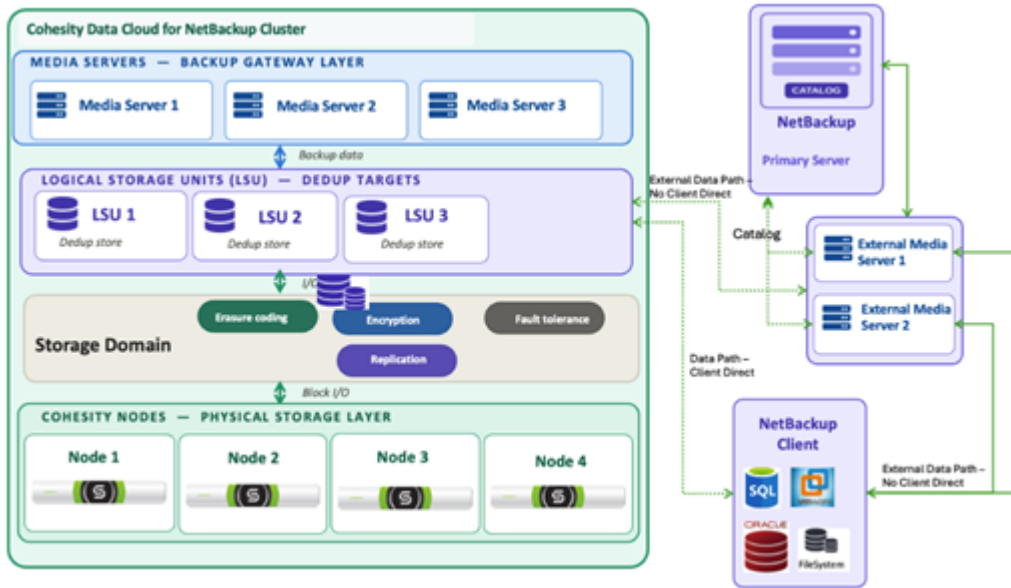 Cohesity Data Cloud for NetBackup Cluster
MEDIA SERVERS — BACKUP GATEWAY LAYER
Media Server 1
Media Server 2
Media Server 3
Backup data
LOGICAL STORAGE UNITS (LSU) — DEDUP TARGETS
LSU 1
Dedup store
LSU 2
Dedup store
LSU 3
Dedup store
I/O
Storage Domain
Erasure coding
Encryption
Fault tolerance
Replication
Block I/O
COHESITY NODES — PHYSICAL STORAGE LAYER
Node 1
Node 2
Node 3
Node 4
S
S
S
S
CATALOG
NetBackup
Primary Server
External Data Path –
No Client Direct
Catalog
External Media
Server 1
External Media
Server 2
Data Path –
Client Direct
NetBackup
Client
SQL
ORACLE
FileSystem
External Data Path –
No Client Direct